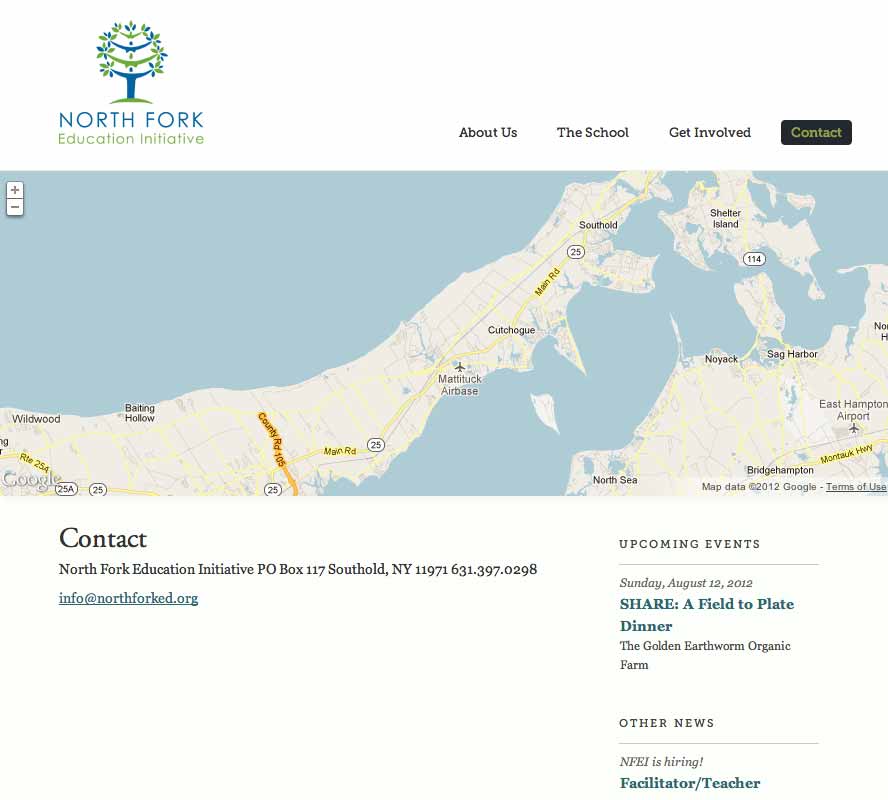 NORTH FORK
Education Initiative
About Us
The School
Get Involved
Contact
+
−
Southold
Shelter
Island
25
114
Main Rd
Cutchogue
Noyack
Sag Harbor
Mattituck
Airbase
East Hampton
Airport
Wildwood
Baiting
Hollow
County Rd 105
Main Rd
25
Rte 25A
Montauk Hwy
Bridgehampton
North Sea
Google
25A
25
25
Map data ©2012 Google - Terms of Use
Contact
North Fork Education Initiative PO Box 117 Southold, NY 11971 631.397.0298
info@northforked.org
UPCOMING EVENTS
Sunday, August 12, 2012
SHARE: A Field to Plate
Dinner
The Golden Earthworm Organic
Farm
OTHER NEWS
NFEI is hiring!
Facilitator/Teacher